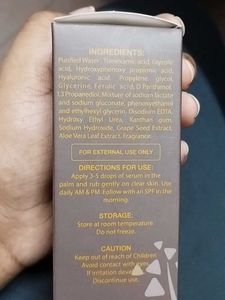 INGREDIENTS:
Purified Water, Tranexamic acid, Glycolic
acid, Hydroxyphenoxy propionic acid,
Hyaluronic acid, Propylene glycol,
Glycerine, Ferulic acid, D Panthenol,
1,3 Propanediol, Mixture of sodium lactate
and sodium gluconate, phenoxyethanol
and ethylhexyl glycerin, Disodium EDTA,
Hydroxy Ethyl Urea, Xanthan gum,
Sodium Hydroxide, Grape Seed Extract,
Aloe Vera Leaf Extract, Fragrance.
FOR EXTERNAL USE ONLY
DIRECTIONS FOR USE:
Apply 3-5 drops of serum in the
palm and rub gently on clear skin. Use
daily AM & PM. Follow with an SPF in the
morning.
STORAGE:
Store at room temperature.
Do not freeze.
CAUTION
Keep out of reach of Children
Avoid contact with eyes.
If irritation
Discontinue use.